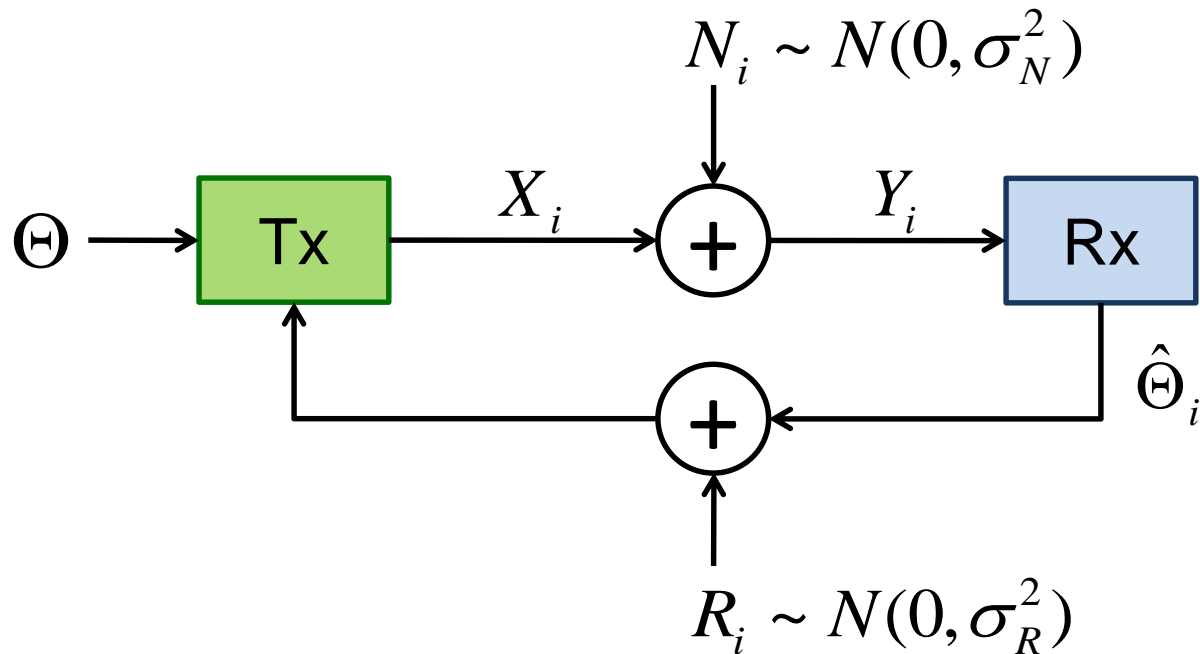 N_i ~ N(0, σ_N^2)
Θ
Tx
X_i
+
Y_i
Rx
+
Θ̂_i
R_i ~ N(0, σ_R^2)